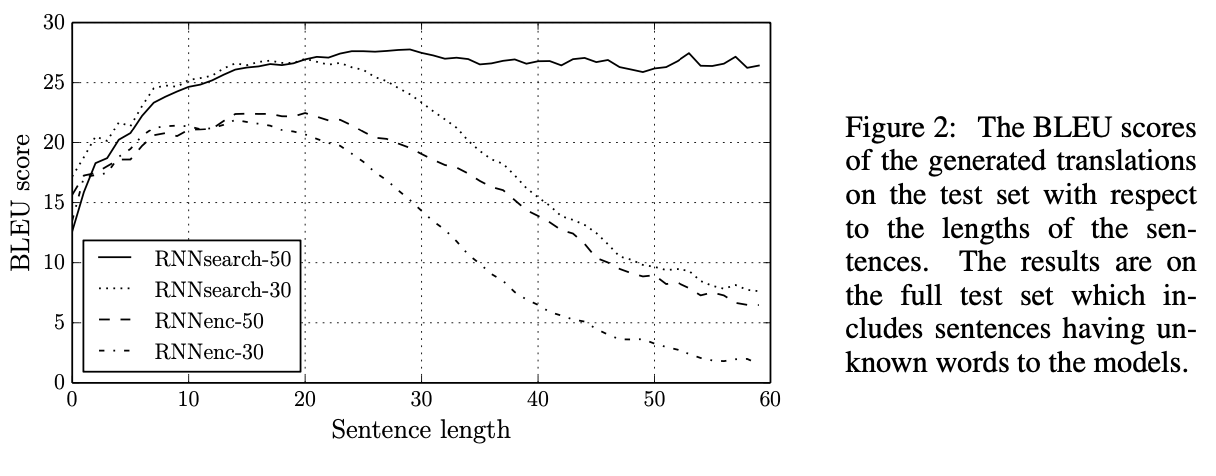 30
25
20
15
10
5
0
BLEU score
RNNsearch-50
RNNsearch-30
RNNenc-50
RNNenc-30
0 10 20 30 40 50 60
Sentence length
Figure 2: The BLEU scores
of the generated translations
on the test set with respect
to the lengths of the sen-
tences. The results are on
the full test set which in-
cludes sentences having un-
known words to the models.